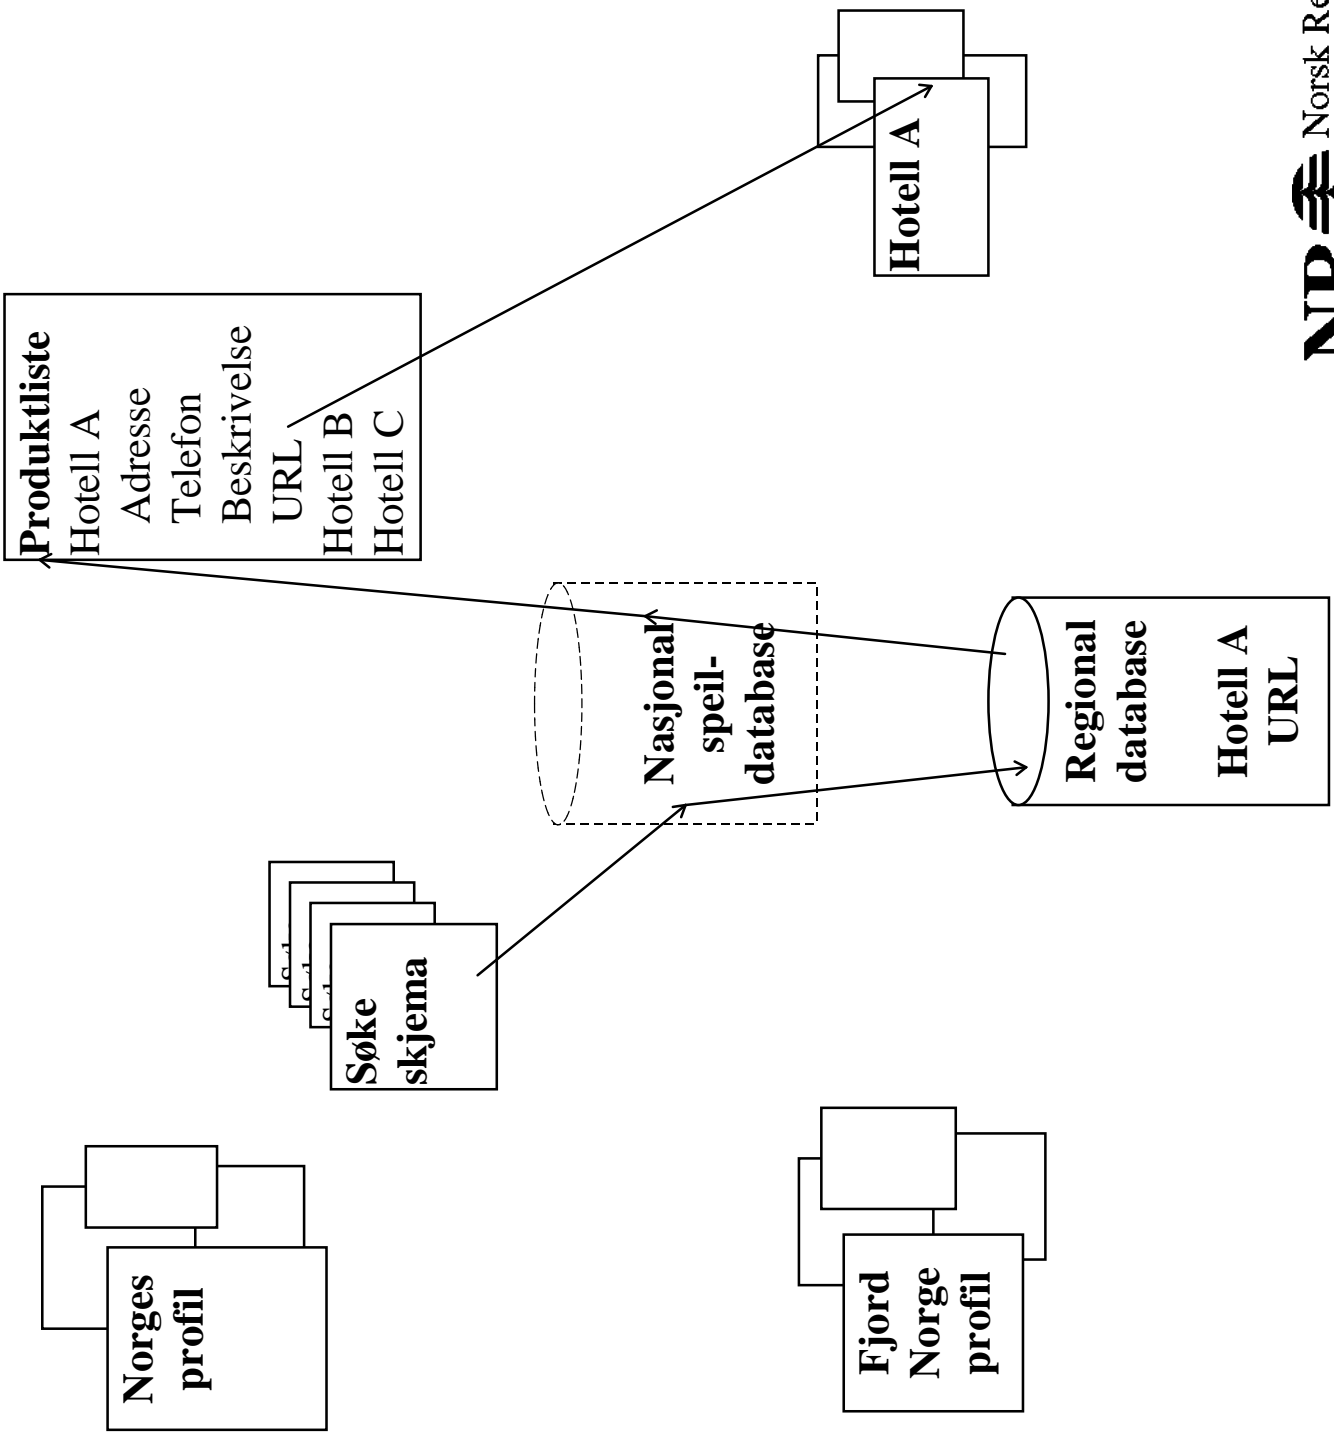 Norges
profil
Søke
skjema
Produktliste
Hotell A
Adresse
Telefon
Beskrivelse
URL
Hotell B
Hotell C
Nasjonal
speil-
database
Fjord
Norge
profil
Regional
database
Hotell A
URL
Hotell A
Norsk